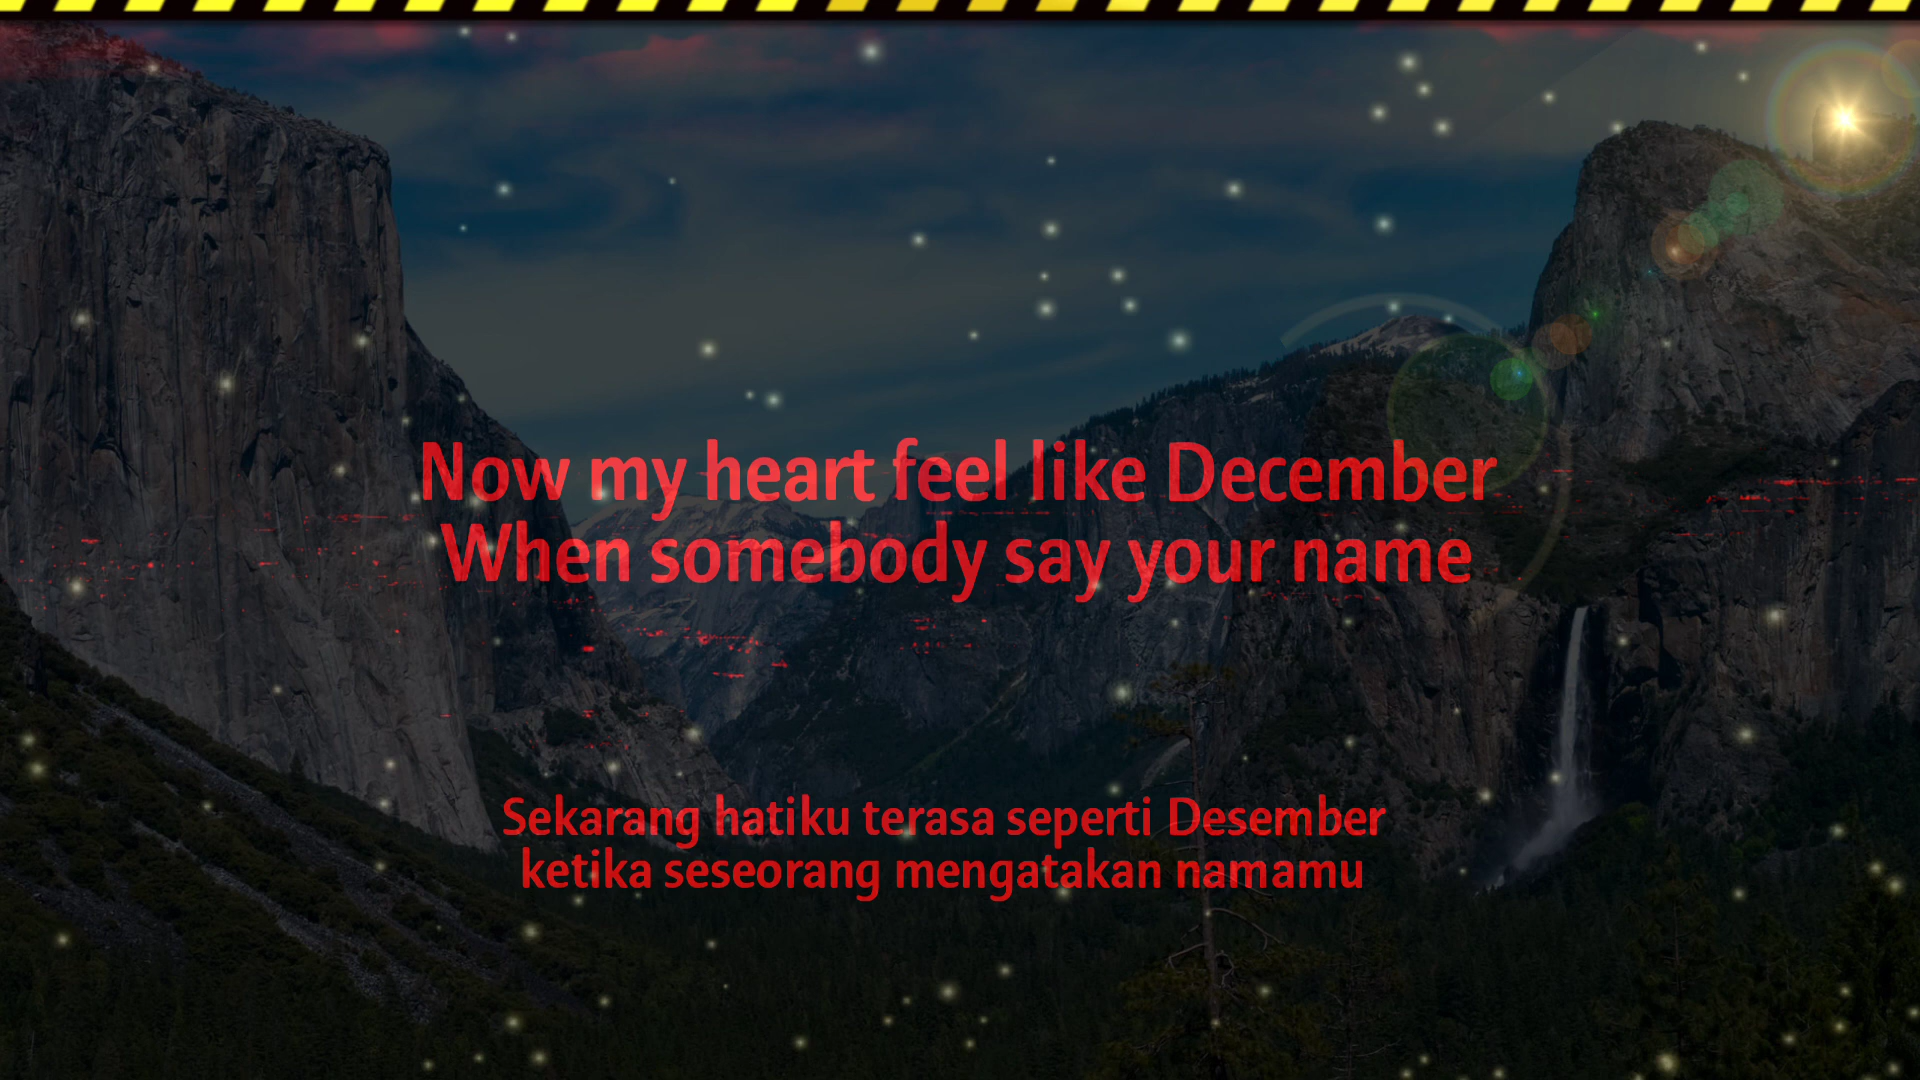 Now my heart feel like December
When somebody say your name
Sekarang hatiku terasa seperti Desember
ketika seseorang mengatakan namamu